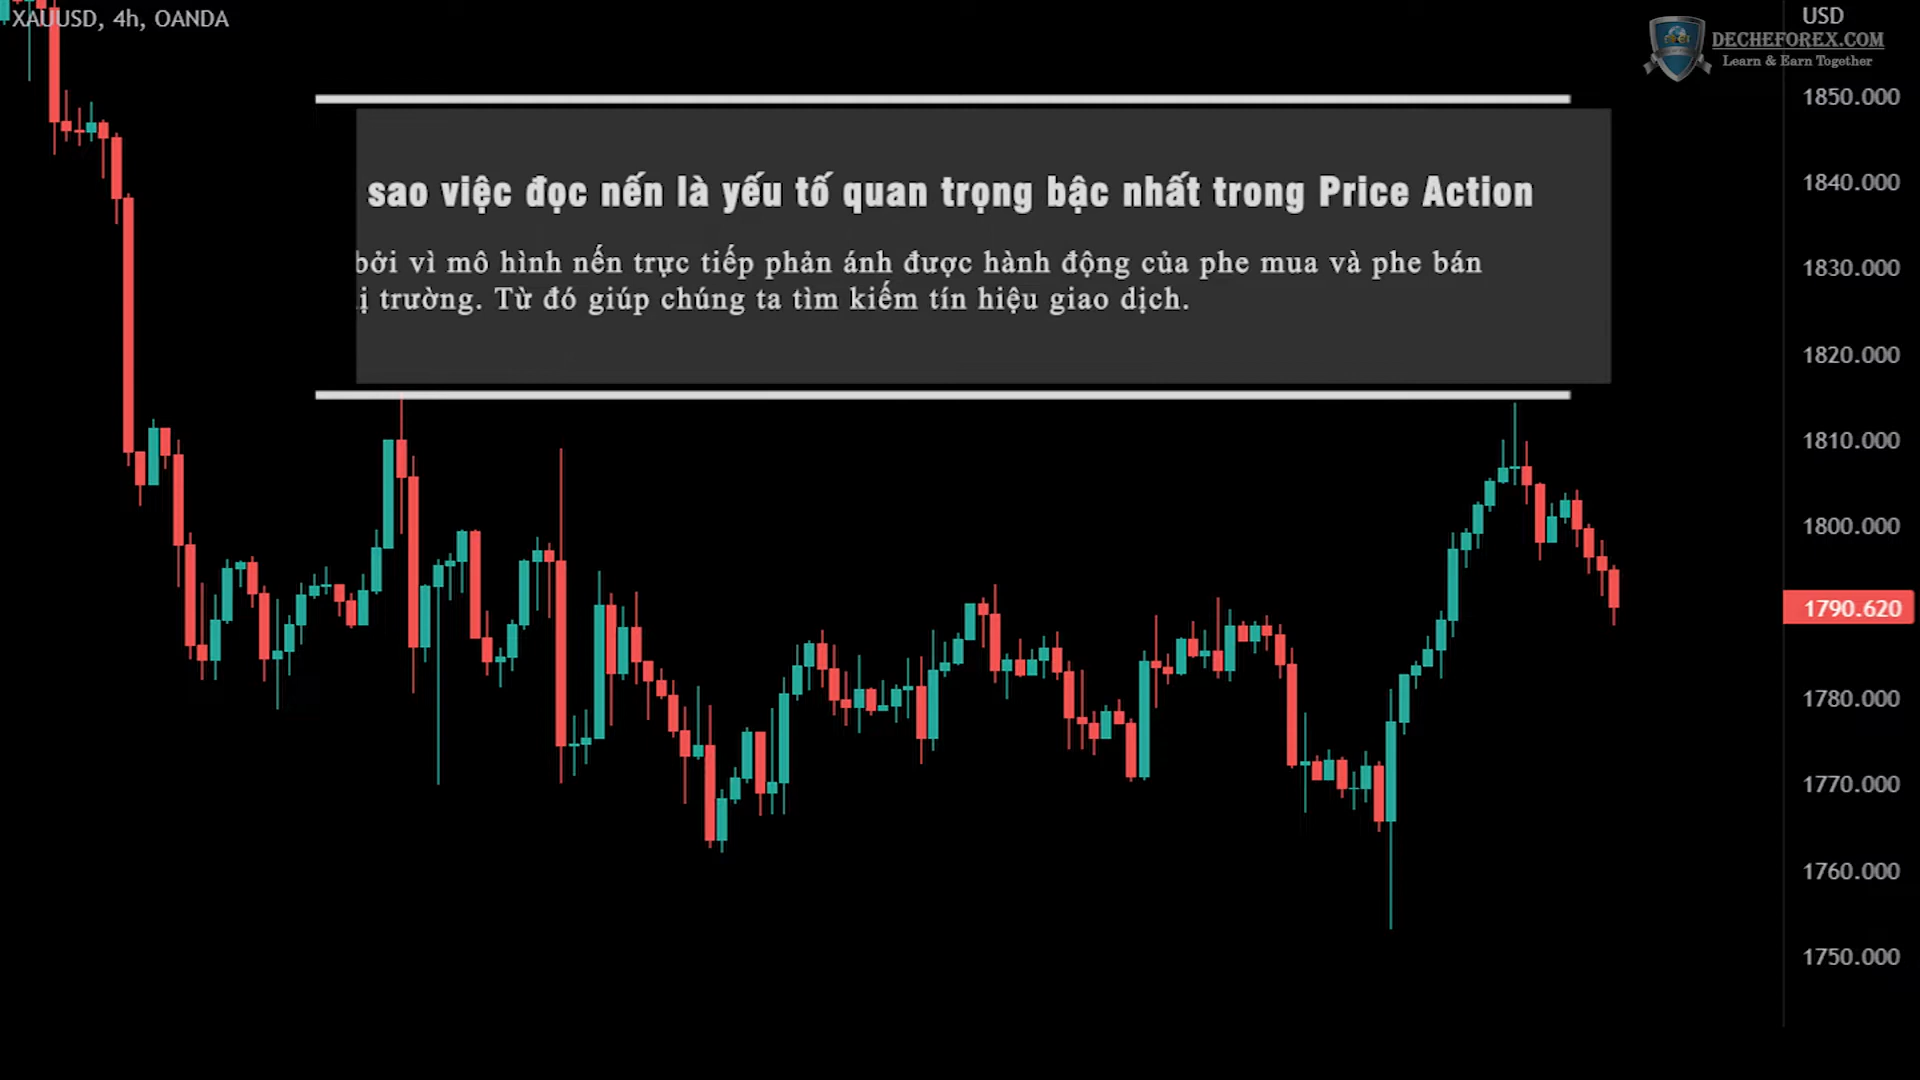 XAUUSD, 4h, OANDA
USD
DECHEFOREX.COM
Learn & Earn Together
1850.000
sao việc đọc nến là yếu tố quan trọng bậc nhất trong Price Action
1840.000
bởi vì mô hình nến trực tiếp phản ánh được hành động của phe mua và phe bán
1830.000
ị trường. Từ đó giúp chúng ta tìm kiếm tín hiệu giao dịch.
1820.000
1810.000
1800.000
1790.620
1780.000
1770.000
1760.000
1750.000